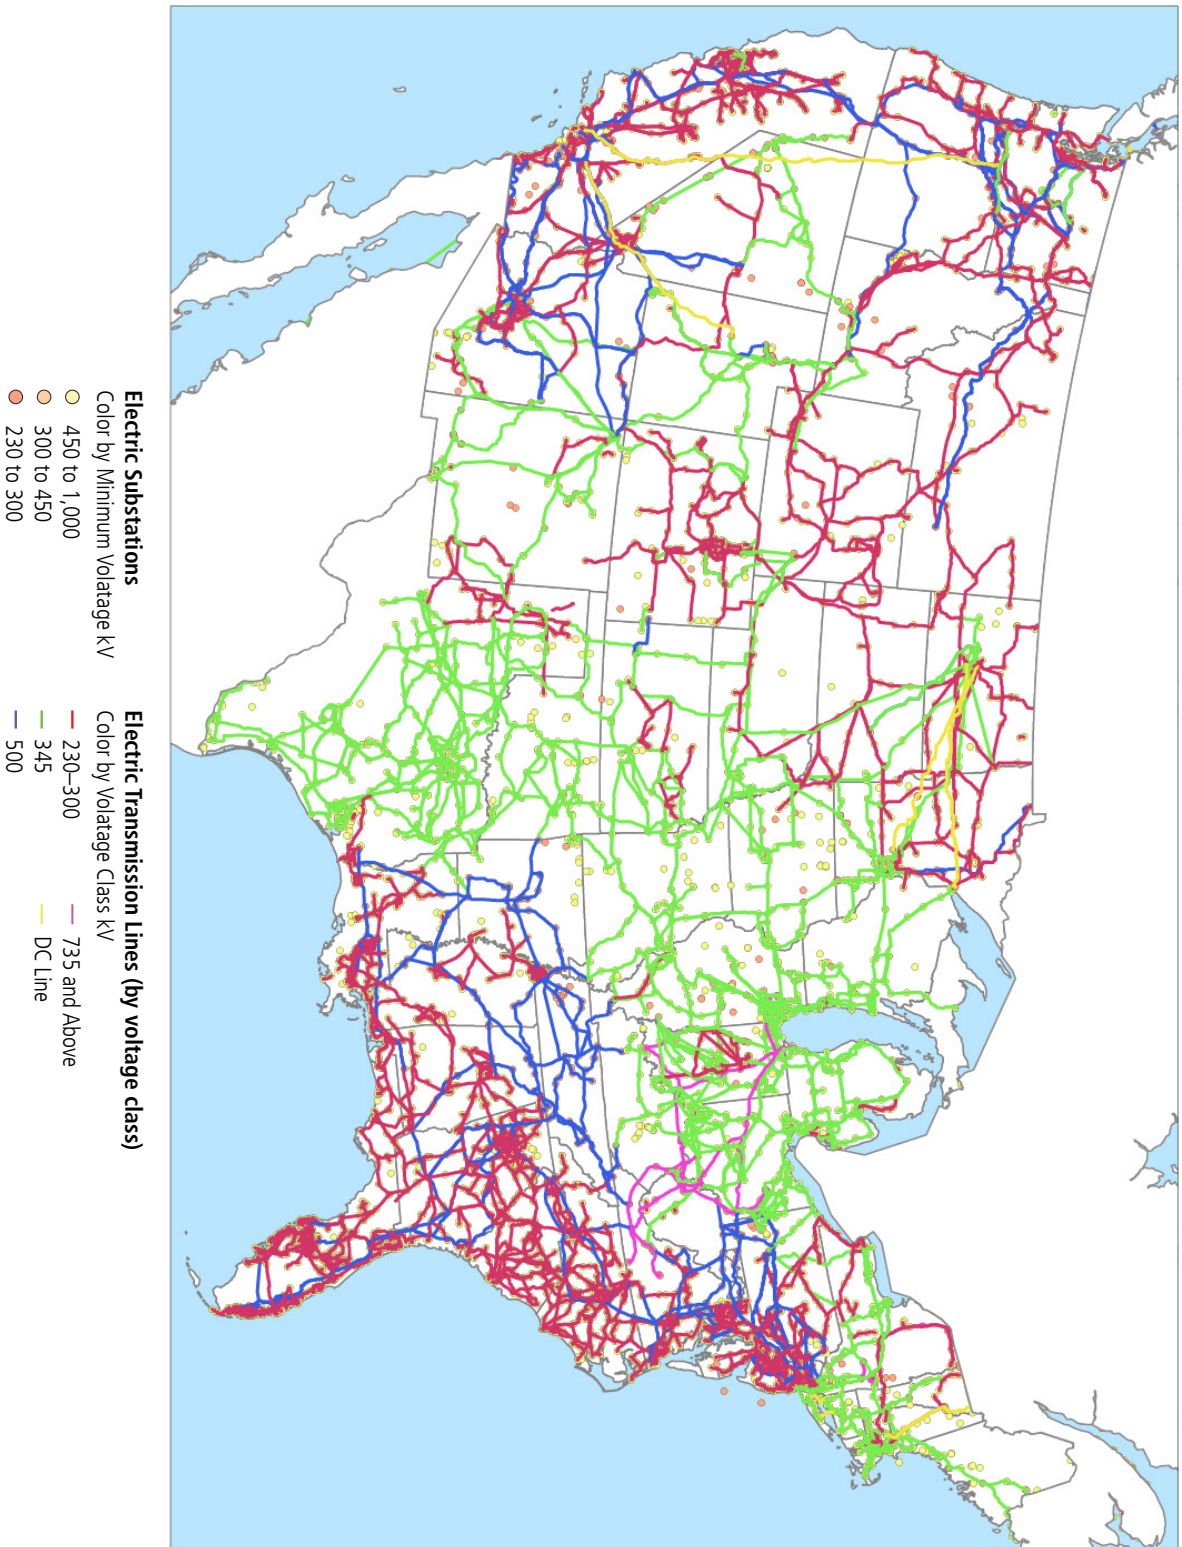 Electric Substations
Color by Minimum Volatage kV
450 to 1,000
300 to 450
230 to 300
Electric Transmission Lines (by voltage class)
Color by Volatage Class kV
230–300
345
500
735 and Above
DC Line